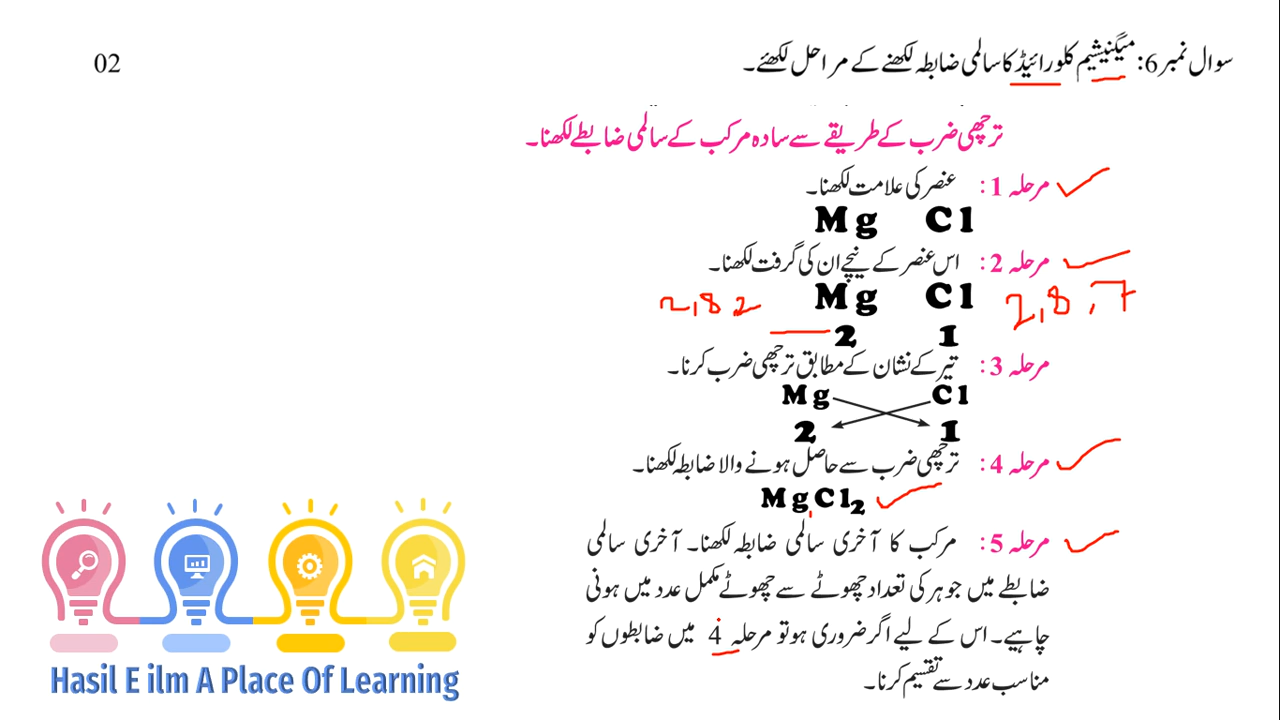 سوال نمبر 6: میگنیشیم کلورائیڈ کا سالمی ضابطہ لکھنے کے مراحل لکھئے۔ 02
ترچھی ضرب کے طریقے سے سادہ مرکب کے سالمی ضابطے لکھنا۔
مرحلہ 1: عنصر کی علامت لکھنا۔
Mg Cl
مرحلہ 2: اس عنصر کے نیچے ان کی گرفت لکھنا۔
2,8 2 Mg Cl 2,8,7
2 1
مرحلہ 3: تیر کے نشان کے مطابق ترچھی ضرب کرنا۔
Mg Cl
2 1
مرحلہ 4: ترچھی ضرب سے حاصل ہونے والا ضابطہ لکھنا۔
MgCl₂
مرحلہ 5: مرکب کا آخری سالمی ضابطہ لکھنا۔ آخری سالمی
ضابطے میں جوہر کی تعداد چھوٹے سے چھوٹے مکمل عدد میں ہونی
چاہیے۔ اس کے لیے اگر ضروری ہو تو مرحلہ 4 میں ضابطوں کو
مناسب عدد سے تقسیم کرنا۔
Hasil E ilm A Place Of Learning